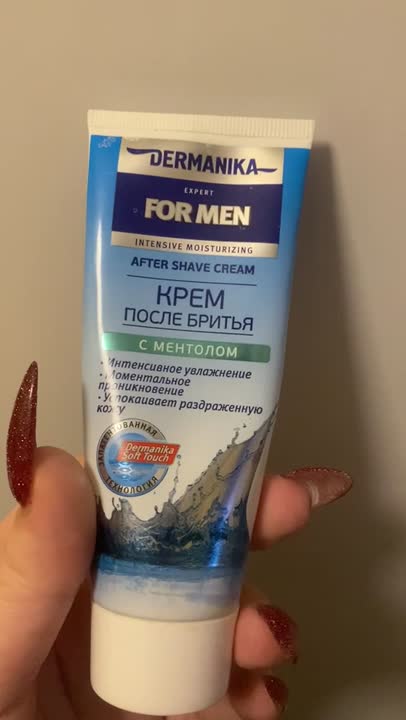 DERMANIKA
EXPERT
FOR MEN
INTENSIVE MOISTURIZING
AFTER SHAVE CREAM
КРЕМ
ПОСЛЕ БРИТЬЯ
С МЕНТОЛОМ
• Интенсивное увлажнение
• Моментальное
проникновение
• Успокаивает раздраженную
кожу
ЗАПАТЕНТОВАННАЯ
Dermanika
Soft Touch
ТЕХНОЛОГИЯ